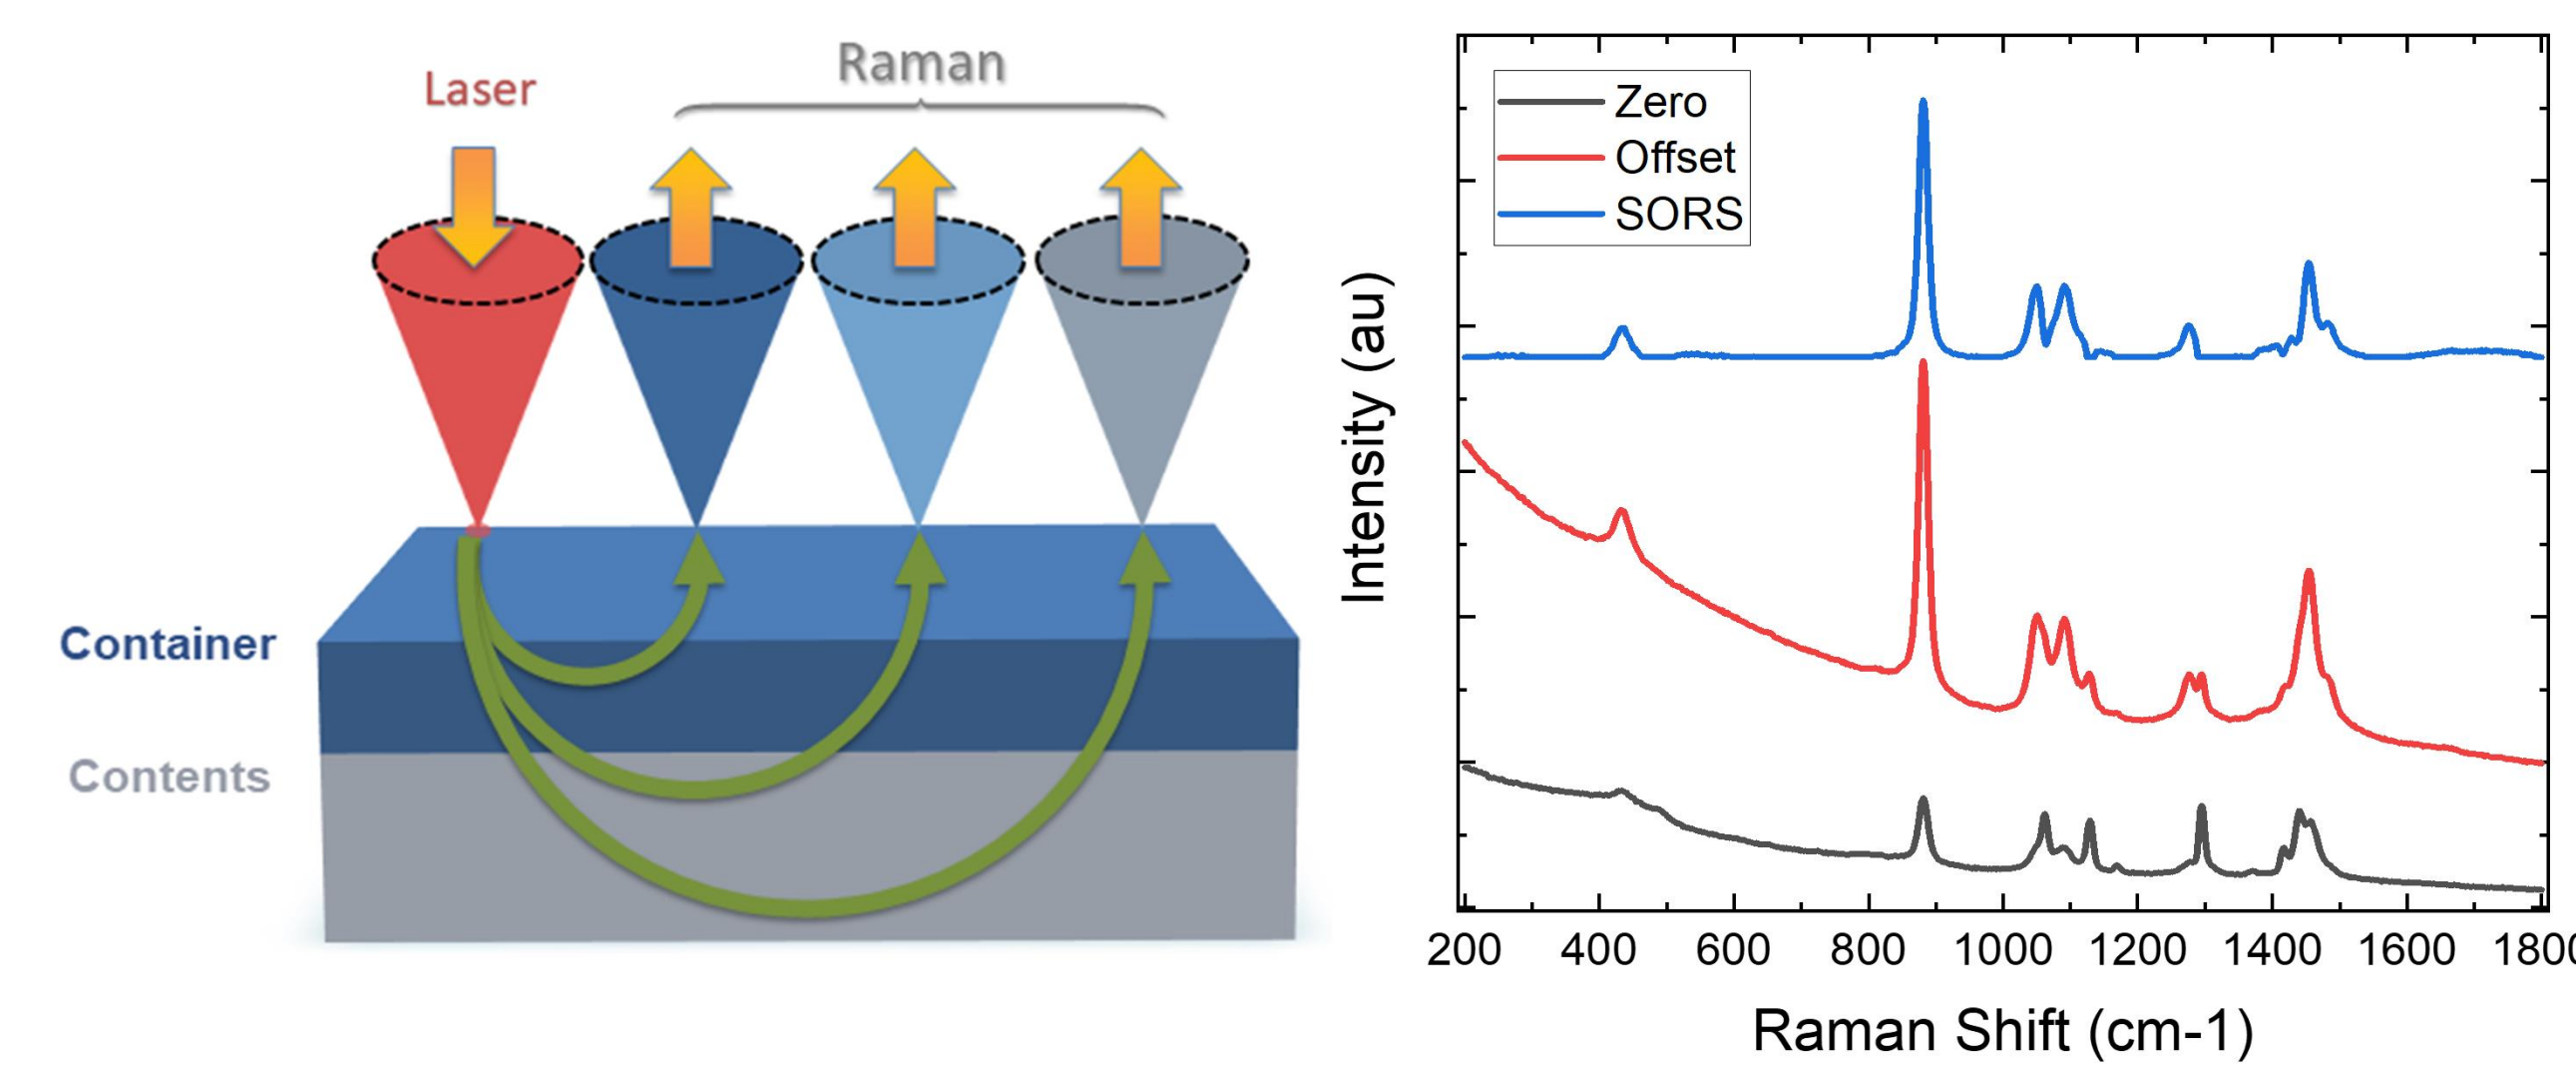 Laser
Raman
Container
Contents
Zero
Offset
SORS
Intensity (au)
200 400 600 800 1000 1200 1400 1600 1800
Raman Shift (cm-1)